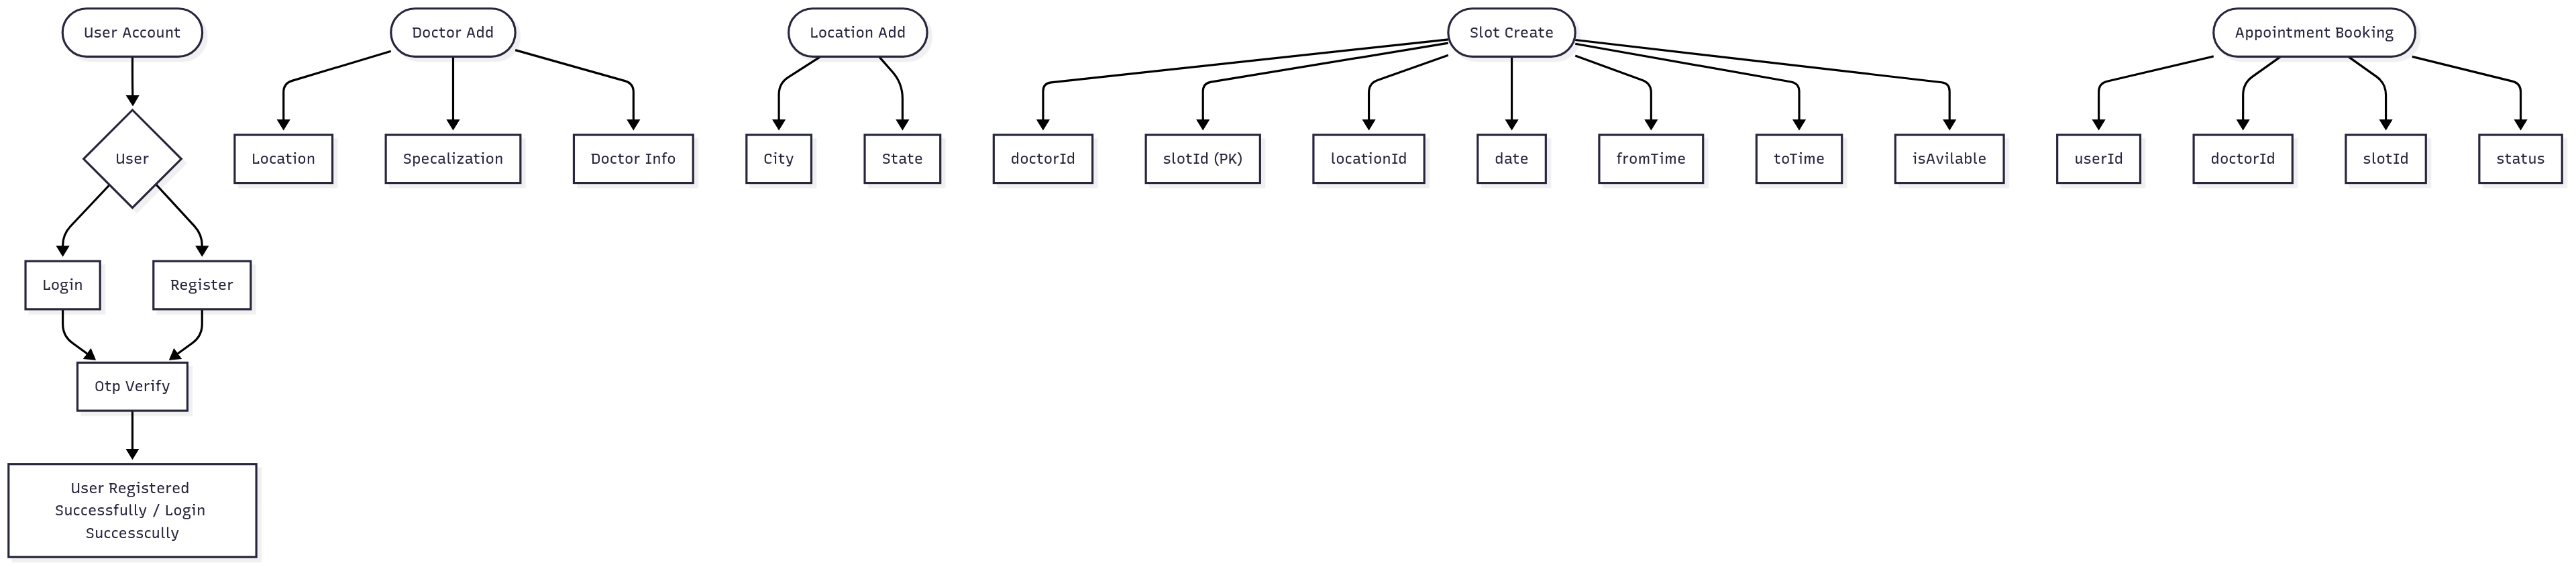 User Account
Doctor Add
Location Add
Slot Create
Appointment Booking
User
Location
Specalization
Doctor Info
City
State
doctorId
slotId (PK)
locationId
date
fromTime
toTime
isAvilable
userId
doctorId
slotId
status
Login
Register
Otp Verify
User Registered
Successfully / Login
Successcully